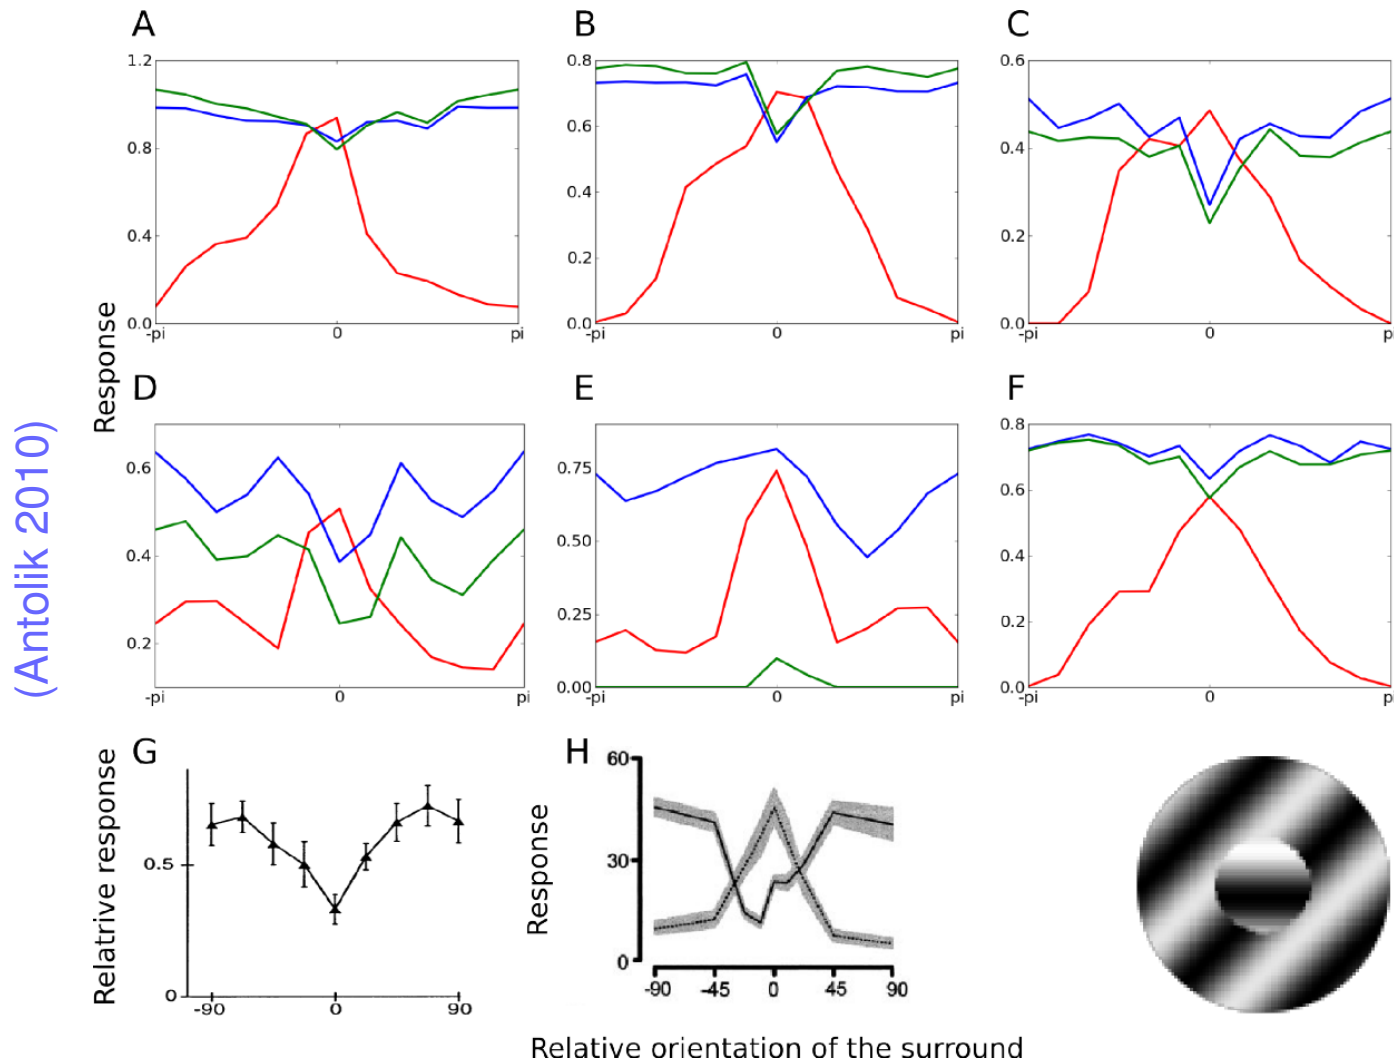 A
B
C
1.2
0.8
0.4
0.0
-pi
0
pi
0.8
0.6
0.4
0.2
0.0
-pi
0
pi
0.6
0.4
0.2
0.0
-pi
0
pi
Response
(Antolik 2010)
D
E
F
0.6
0.4
0.2
-pi
0
pi
0.75
0.50
0.25
0.00
-pi
0
pi
0.8
0.6
0.4
0.2
0.0
-pi
0
pi
G
H
Relatrive response
0.5
0
-90
0
90
Response
60
30
0
-90
-45
0
45
90
Relative orientation of the surround